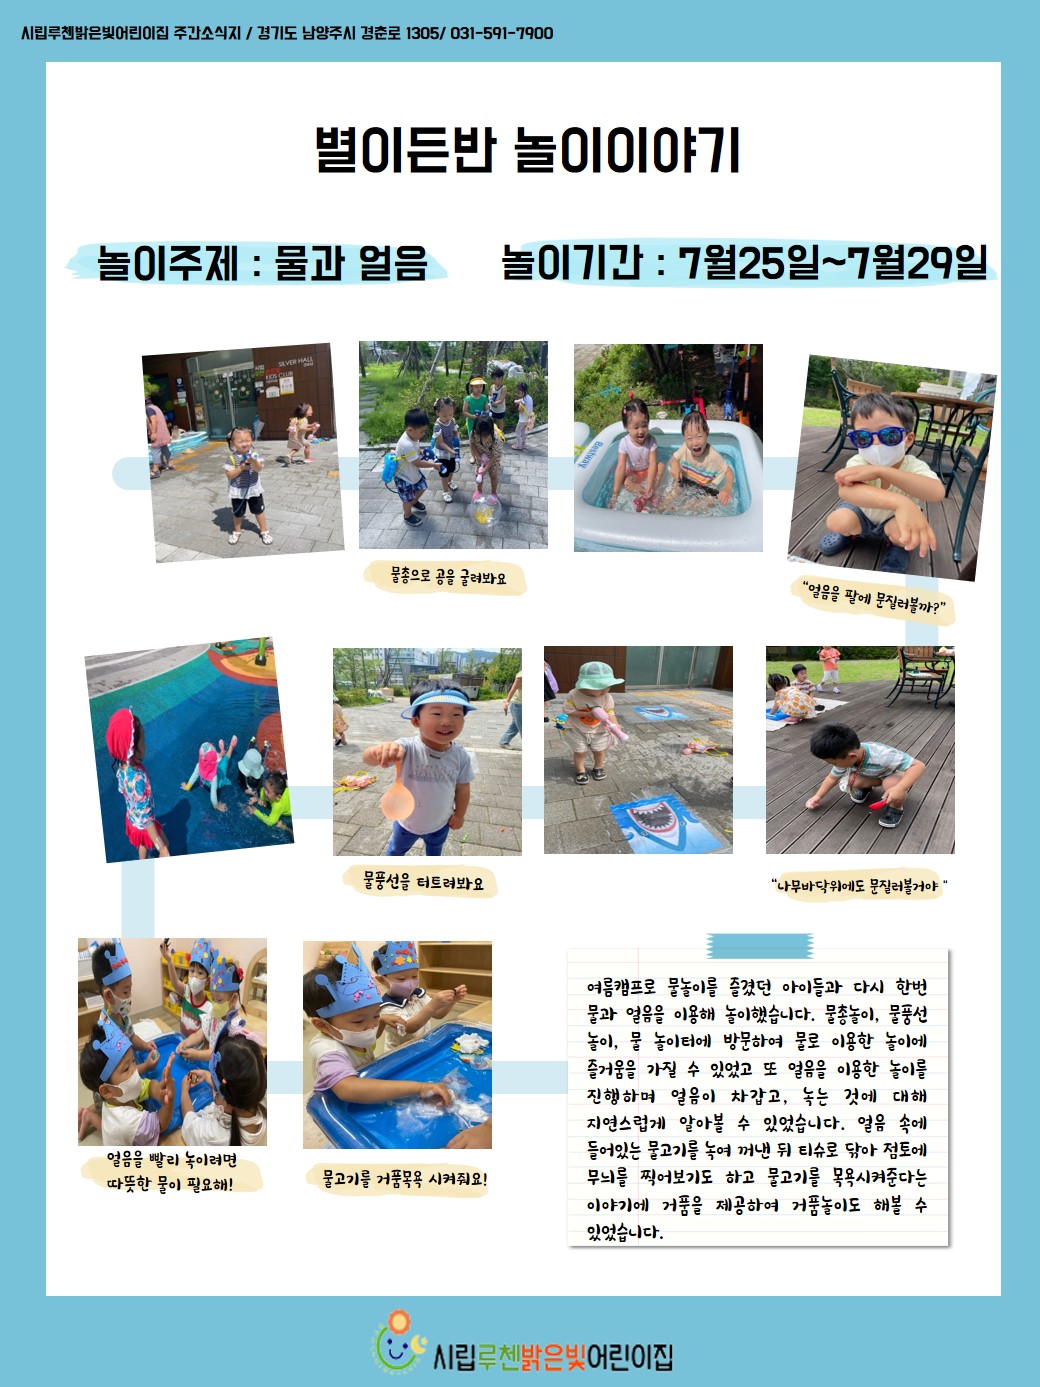 시립루첸밝은빛어린이집 주간소식지 / 경기도 남양주시 경춘로 1305/ 031-591-7900
별이든반 놀이이야기
놀이주제 : 물과 얼음
놀이기간 : 7월25일~7월29일
SILVER HALL
KIDS CLUB
Bestway
물총으로 공을 굴려봐요
“얼음을 팔에 문질러볼까?”
물풍선을 터트려봐요
“나무바닥위에도 문질러볼거야 “
얼음을 빨리 녹이려면
따뜻한 물이 필요해!
물고기를 거품목욕 시켜줘요!
여름캠프로 물놀이를 즐겼던 아이들과 다시 한번
물과 얼음을 이용해 놀이했습니다. 물총놀이, 물풍선
놀이, 물 놀이터에 방문하여 물로 이용한 놀이에
즐거움을 가질 수 있었고 또 얼음을 이용한 놀이를
진행하며 얼음이 차갑고, 녹는 것에 대해
자연스럽게 알아볼 수 있었습니다. 얼음 속에
들어있는 물고기를 녹여 꺼낸 뒤 티슈로 닦아 점토에
무늬를 찍어보기도 하고 물고기를 목욕시켜준다는
이야기에 거품을 제공하여 거품놀이도 해볼 수
있었습니다.
시립루첸밝은빛어린이집